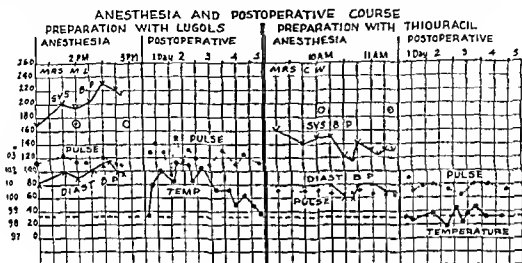 ANESTHESIA AND POSTOPERATIVE COURSE
PREPARATION WITH LUGOLS PREPARATION WITH THIOURACIL
ANESTHESIA POSTOPERATIVE ANESTHESIA POSTOPERATIVE
2PM 3PM 1 Day 2 3 4 5 10AM 11AM 1 Day 2 3 4 5
260
240 MRS M L MRS C W
220 SYS B P
200
180
160 SYS B P
140
120 PULSE PULSE
103° 100 DIAST B P PULSE
80 DIAST B P TEMP PULSE
60
40
99 20 TEMPERATURE
98
97 0